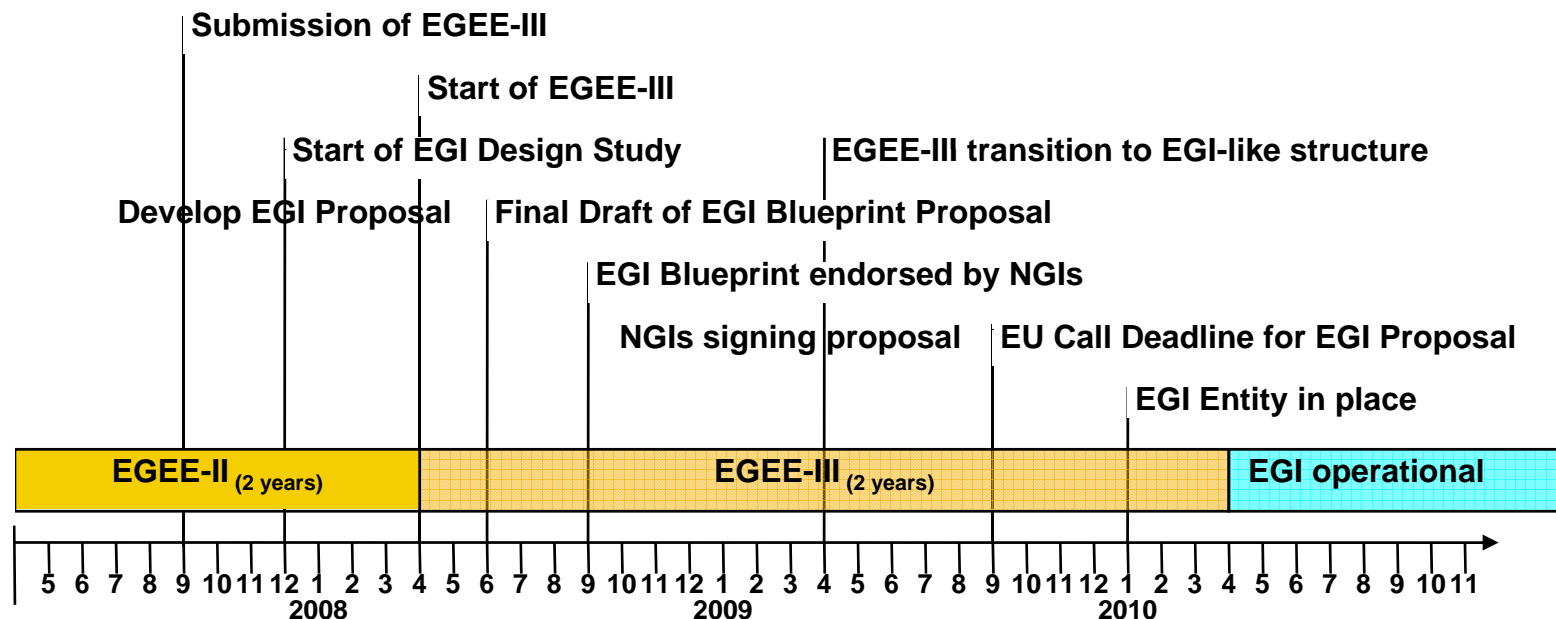 Submission of EGEE-III
Start of EGEE-III
Start of EGI Design Study
EGEE-III transition to EGI-like structure
Develop EGI Proposal
Final Draft of EGI Blueprint Proposal
EGI Blueprint endorsed by NGIs
NGIs signing proposal
EU Call Deadline for EGI Proposal
EGI Entity in place
EGEE-II (2 years)
EGEE-III (2 years)
EGI operational
5 6 7 8 9 10 11 12 1 2 3 4 5 6 7 8 9 10 11 12 1 2 3 4 5 6 7 8 9 10 11 12 1 2 3 4 5 6 7 8 9 10 11
2008 2009 2010